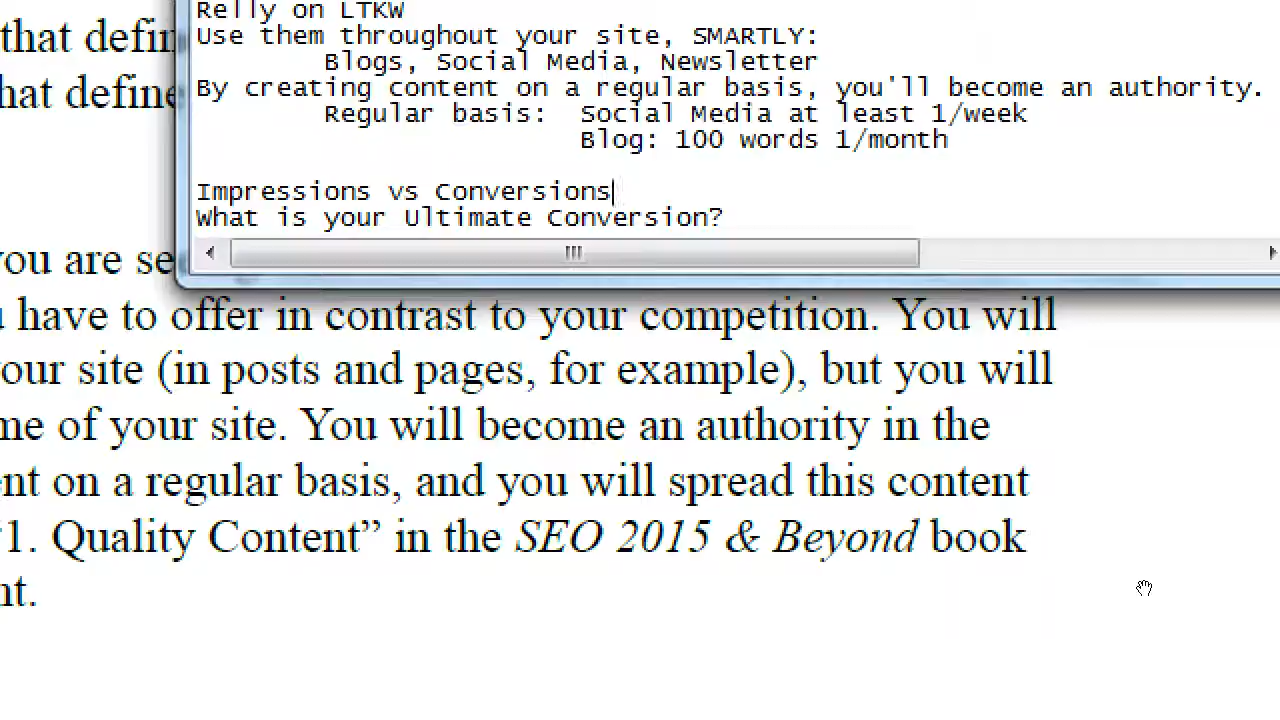 Relly on LTKW
Use them throughout your site, SMARTLY:
Blogs, Social Media, Newsletter
By creating content on a regular basis, you'll become an authority.
Regular basis: Social Media at least 1/week
Blog: 100 words 1/month
Impressions vs Conversions
What is your Ultimate Conversion?
that defin
hat define
you are se
have to offer in contrast to your competition. You will
our site (in posts and pages, for example), but you will
me of your site. You will become an authority in the
nt on a regular basis, and you will spread this content
“1. Quality Content” in the SEO 2015 & Beyond book
nt.